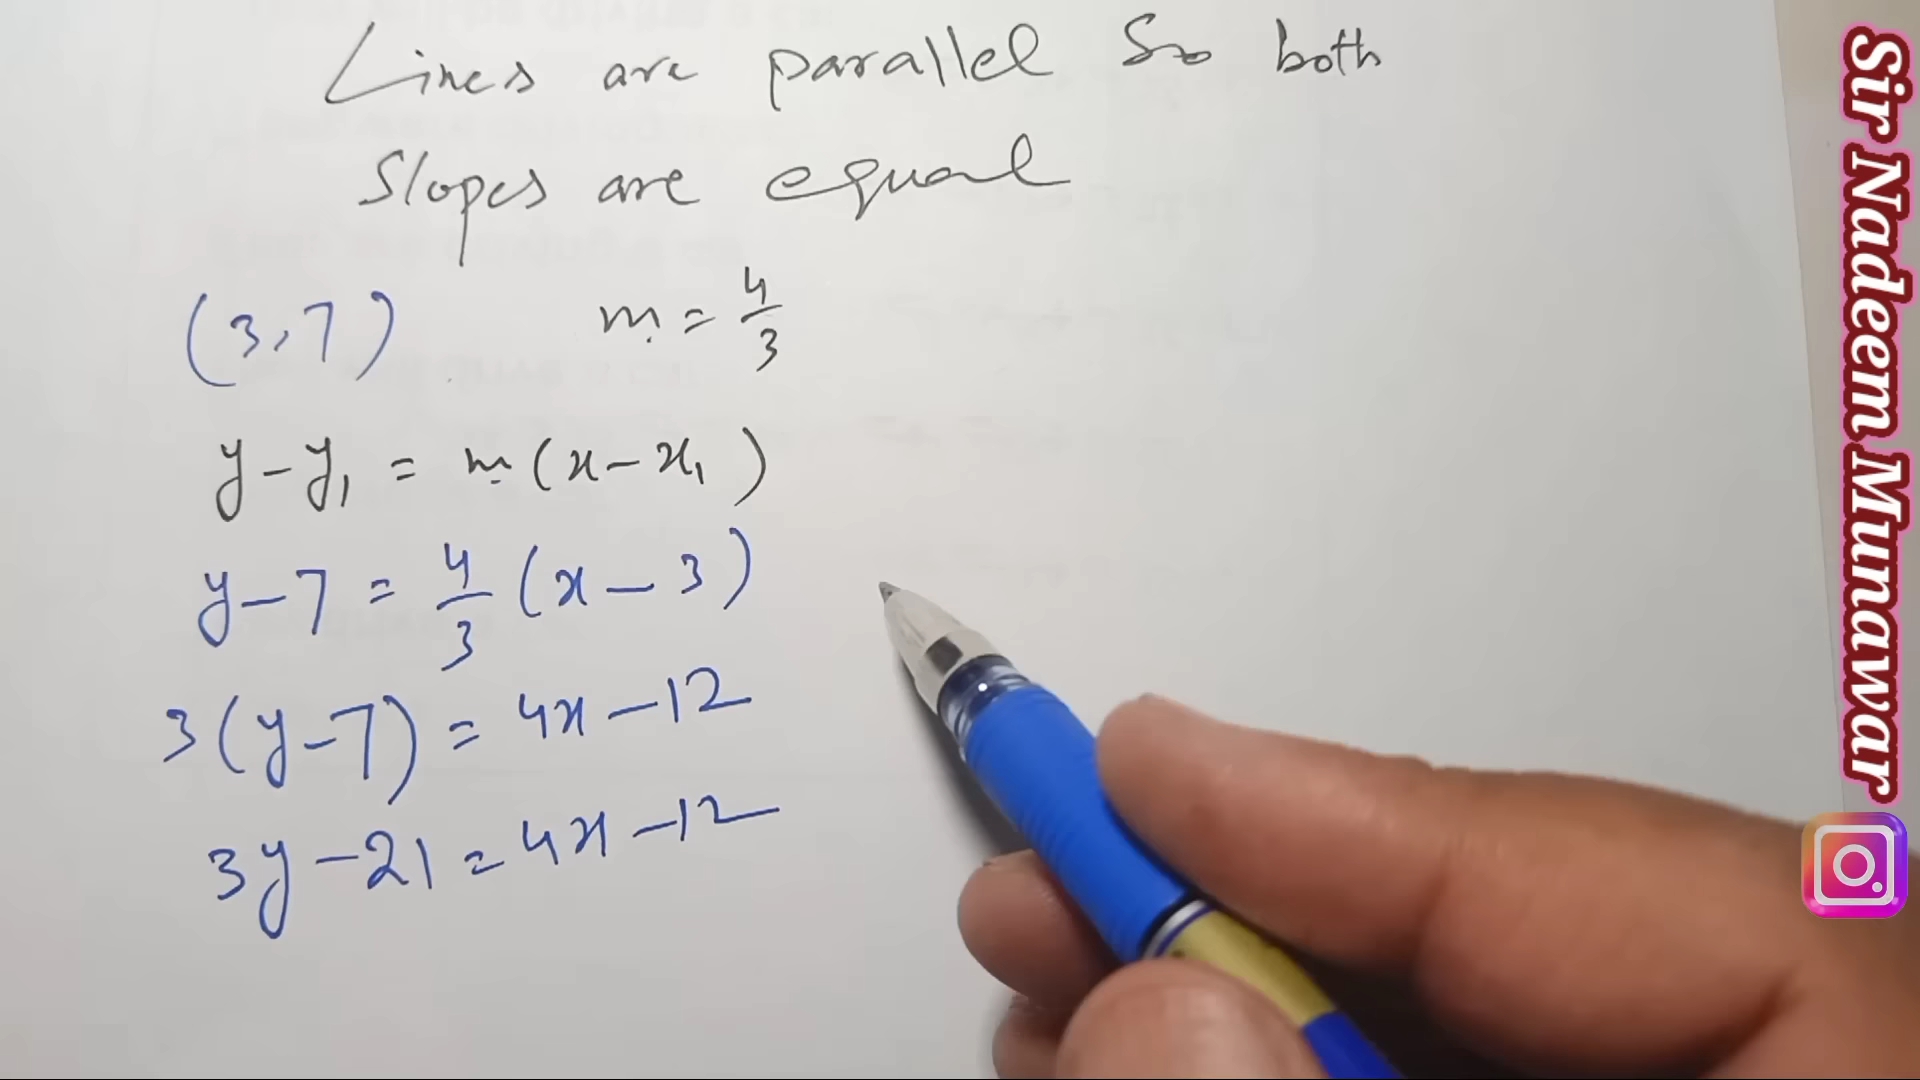 Lines are parallel So both
Slopes are equal
(3,7) m = 4/3
y - y₁ = m(x - x₁)
y - 7 = 4/3 (x - 3)
3(y - 7) = 4x - 12
3y - 21 = 4x - 12
Sir Nadeem Munawar